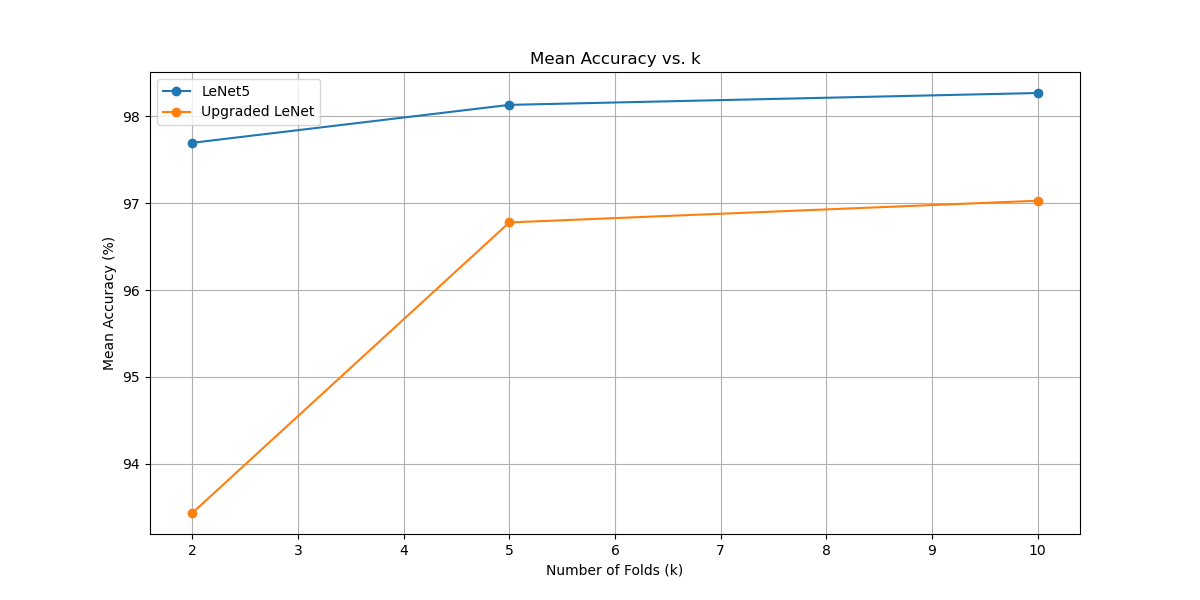 Mean Accuracy vs. k
LeNet5
Upgraded LeNet
98
97
96
95
94
Mean Accuracy (%)
2 3 4 5 6 7 8 9 10
Number of Folds (k)